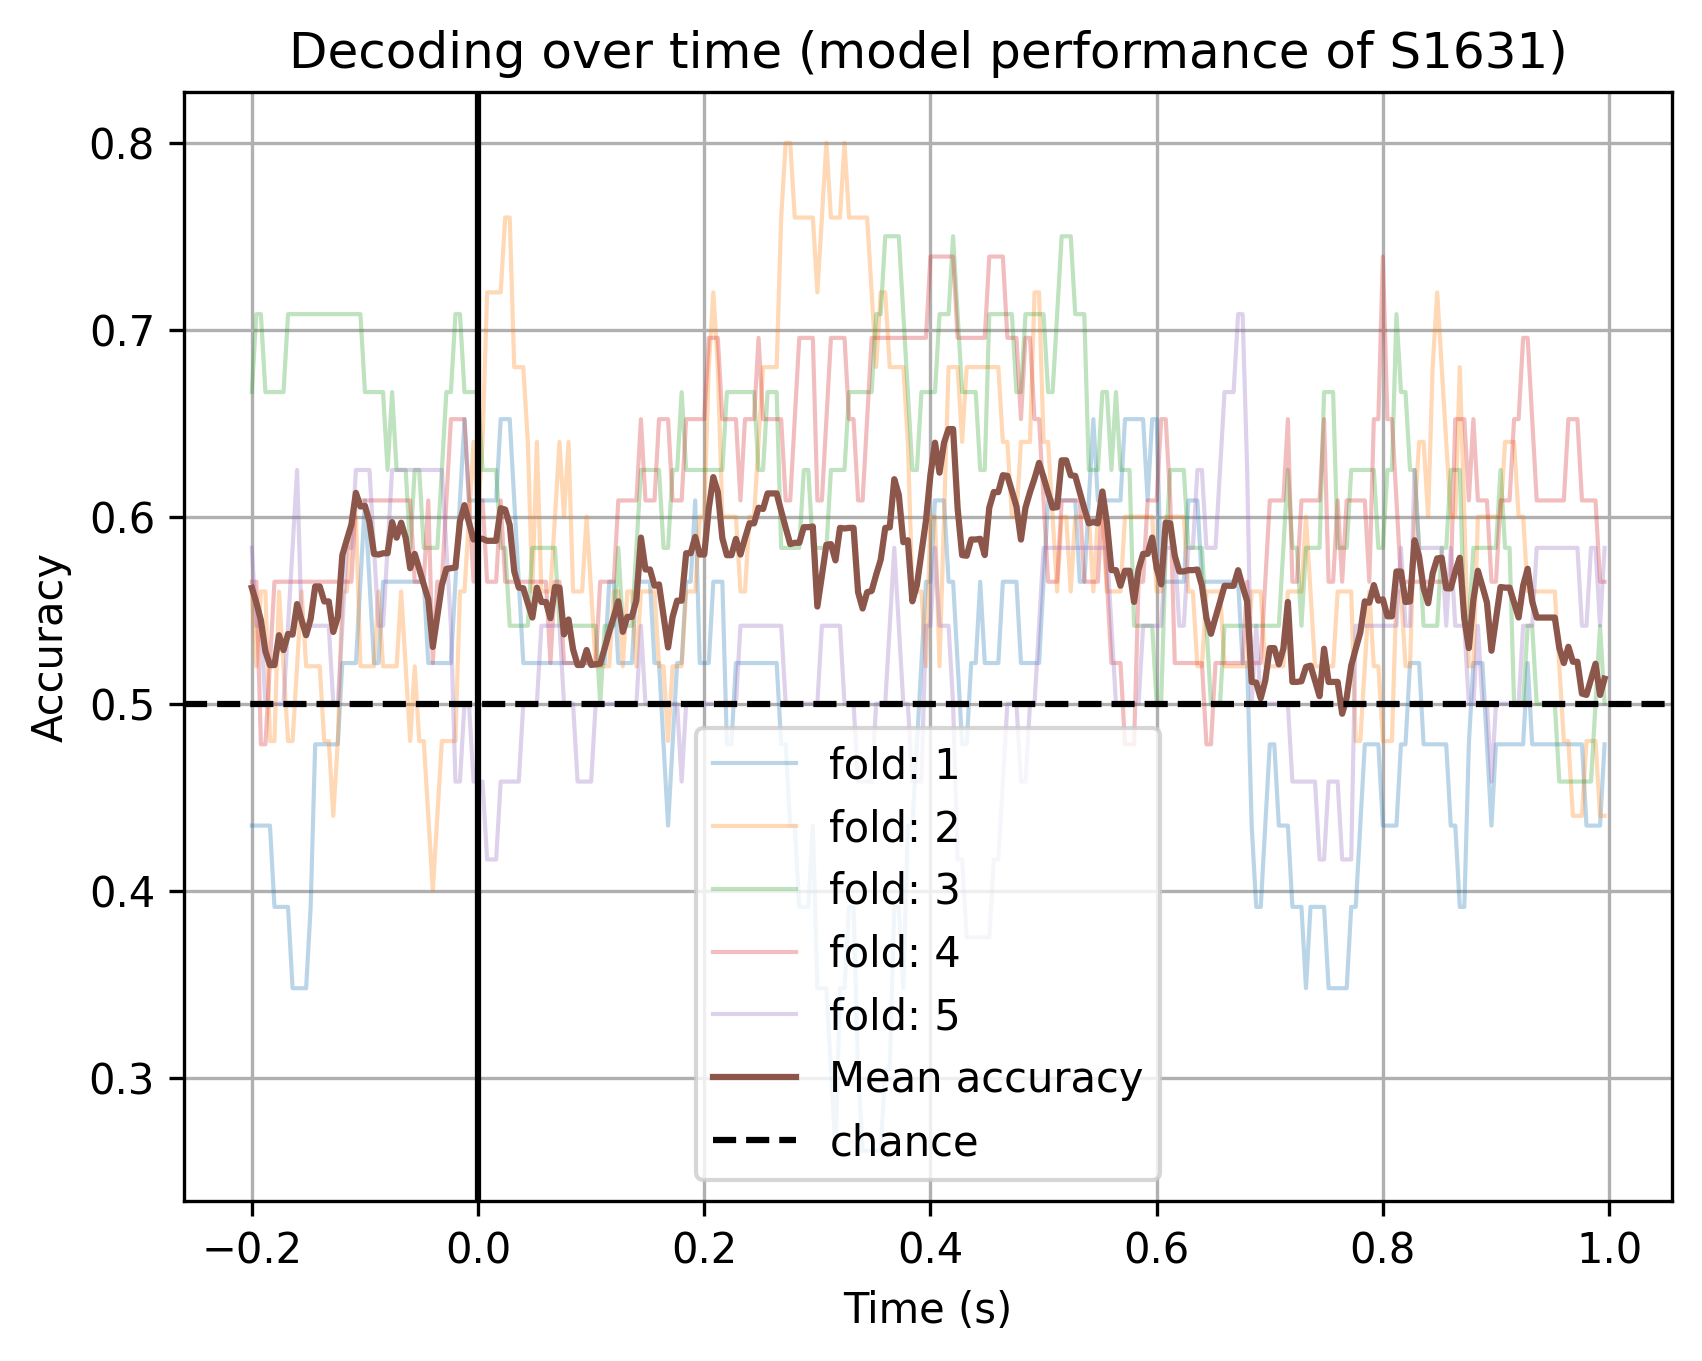 Decoding over time (model performance of S1631)
Accuracy
0.8
0.7
0.6
0.5
0.4
0.3
fold: 1
fold: 2
fold: 3
fold: 4
fold: 5
Mean accuracy
chance
−0.2 0.0 0.2 0.4 0.6 0.8 1.0
Time (s)